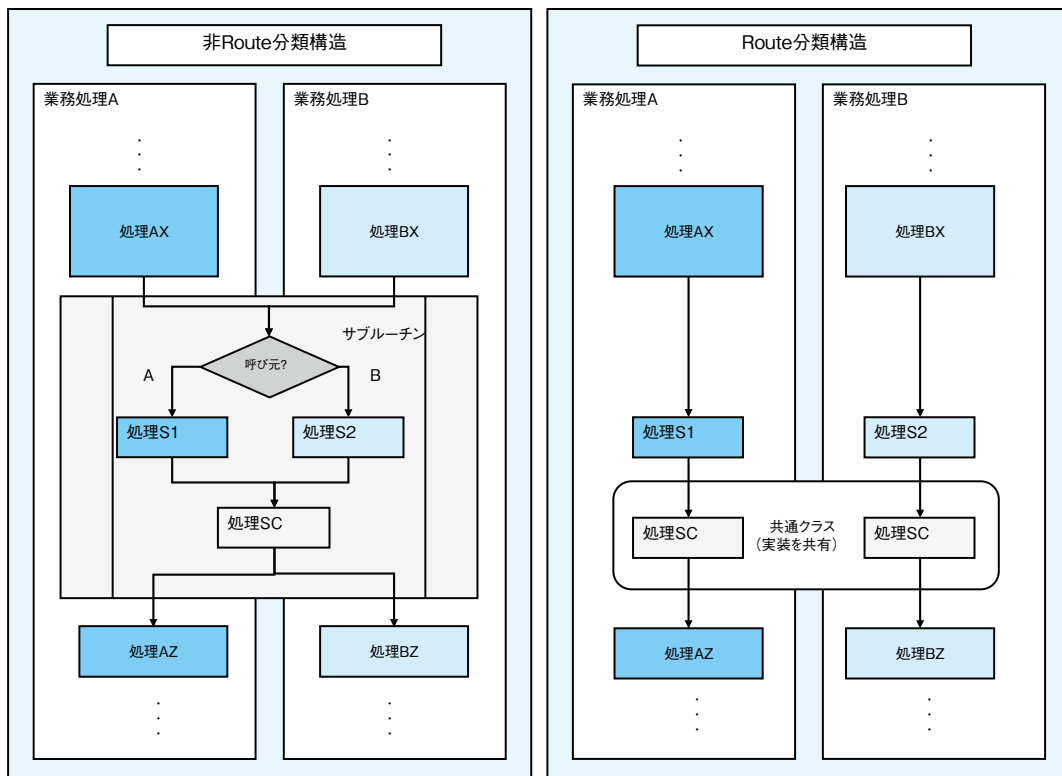 非Route分類構造
業務処理A
業務処理B
.
.
.
.
.
.
処理AX
処理BX
サブルーチン
呼び元?
A
B
処理S1
処理S2
処理SC
処理AZ
処理BZ
.
.
.
.
.
.
Route分類構造
業務処理A
業務処理B
.
.
.
.
.
.
処理AX
処理BX
処理S1
処理S2
処理SC
共通クラス
（実装を共有）
処理SC
処理AZ
処理BZ
.
.
.
.
.
.